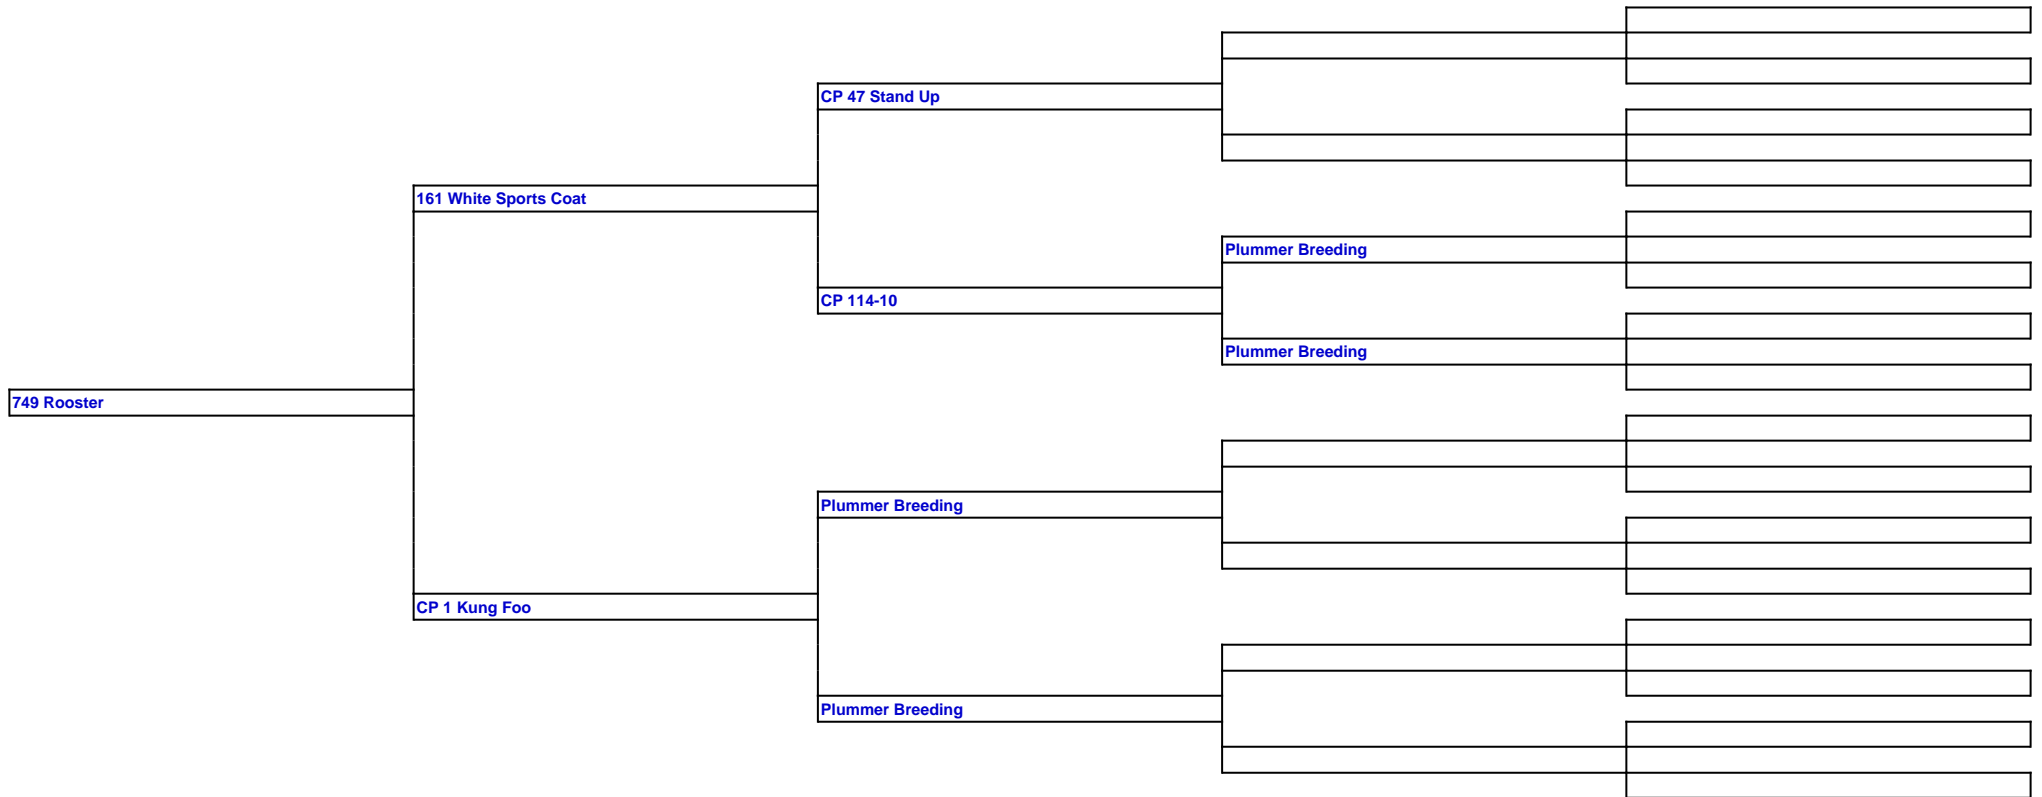 CP 47 Stand Up
161 White Sports Coat
Plummer Breeding
CP 114-10
Plummer Breeding
749 Rooster
Plummer Breeding
CP 1 Kung Foo
Plummer Breeding